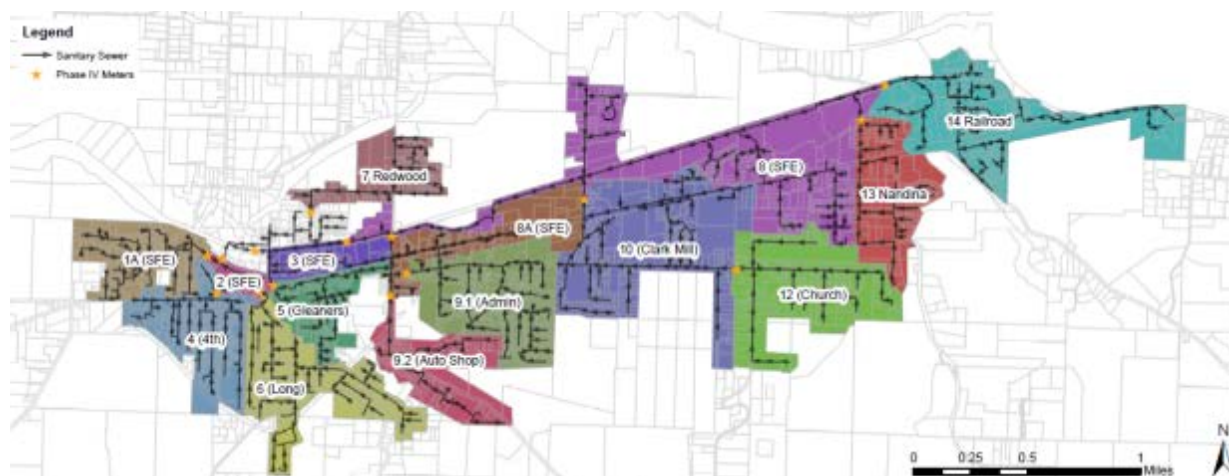 Legend
Sanitary Sewer
Phase IV Meters
14 Railroad
7 Redwood
8 (SFE)
13 Nandina
8A (SFE)
1A (SFE)
3 (SFE)
10 (Clark Mill)
2 (SFE)
12 (Church)
5 (Gleaners)
9.1 (Admin)
4 (4th)
9.2 (Auto Shop)
6 (Long)
N
0 0.25 0.5 1
Miles